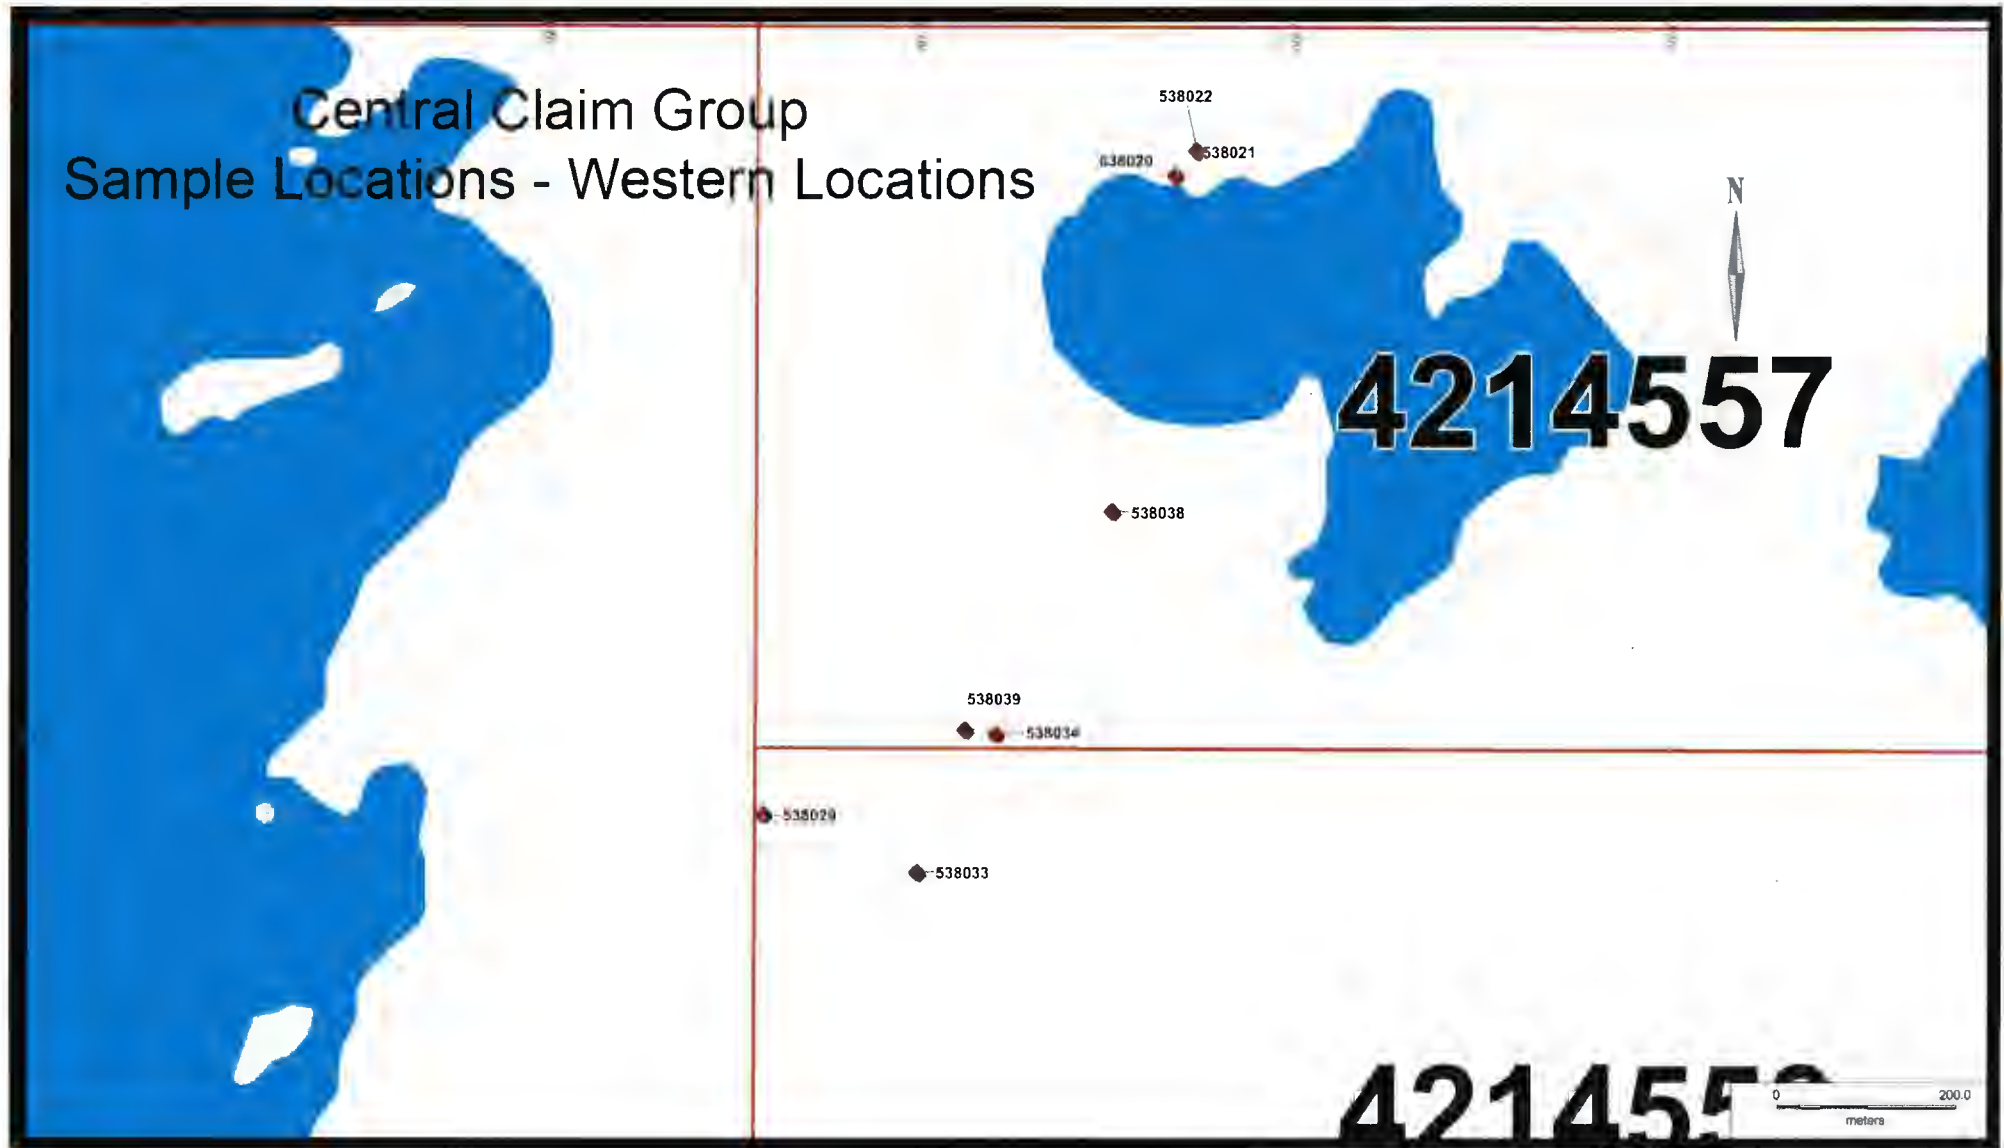 Central Claim Group
Sample Locations - Western Locations
538022
538021
538020
N
4214557
538038
538039
538034
538029
538033
0 200.0
meters